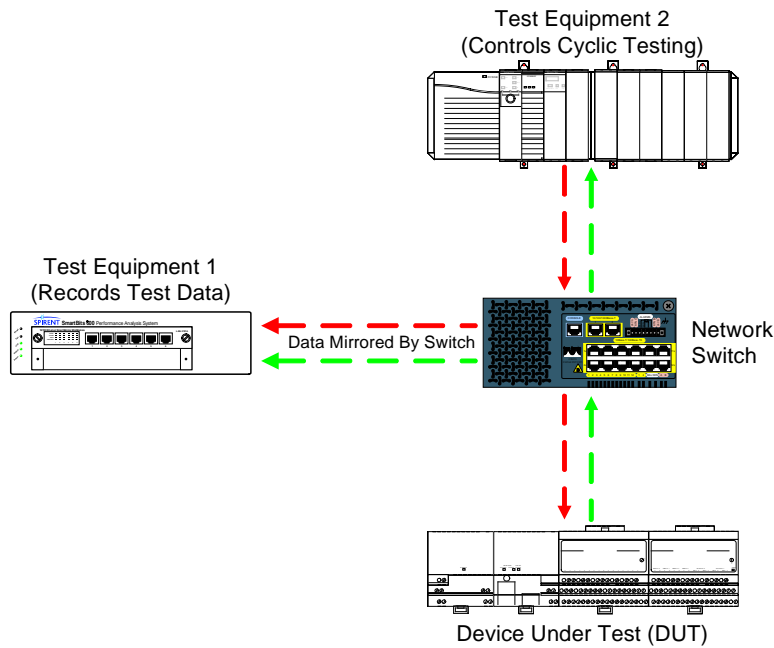 Test Equipment 2
(Controls Cyclic Testing)
Test Equipment 1
(Records Test Data)
SPIRENT SmartBits 600 Performance Analysis System
Data Mirrored By Switch
Network
Switch
Device Under Test (DUT)